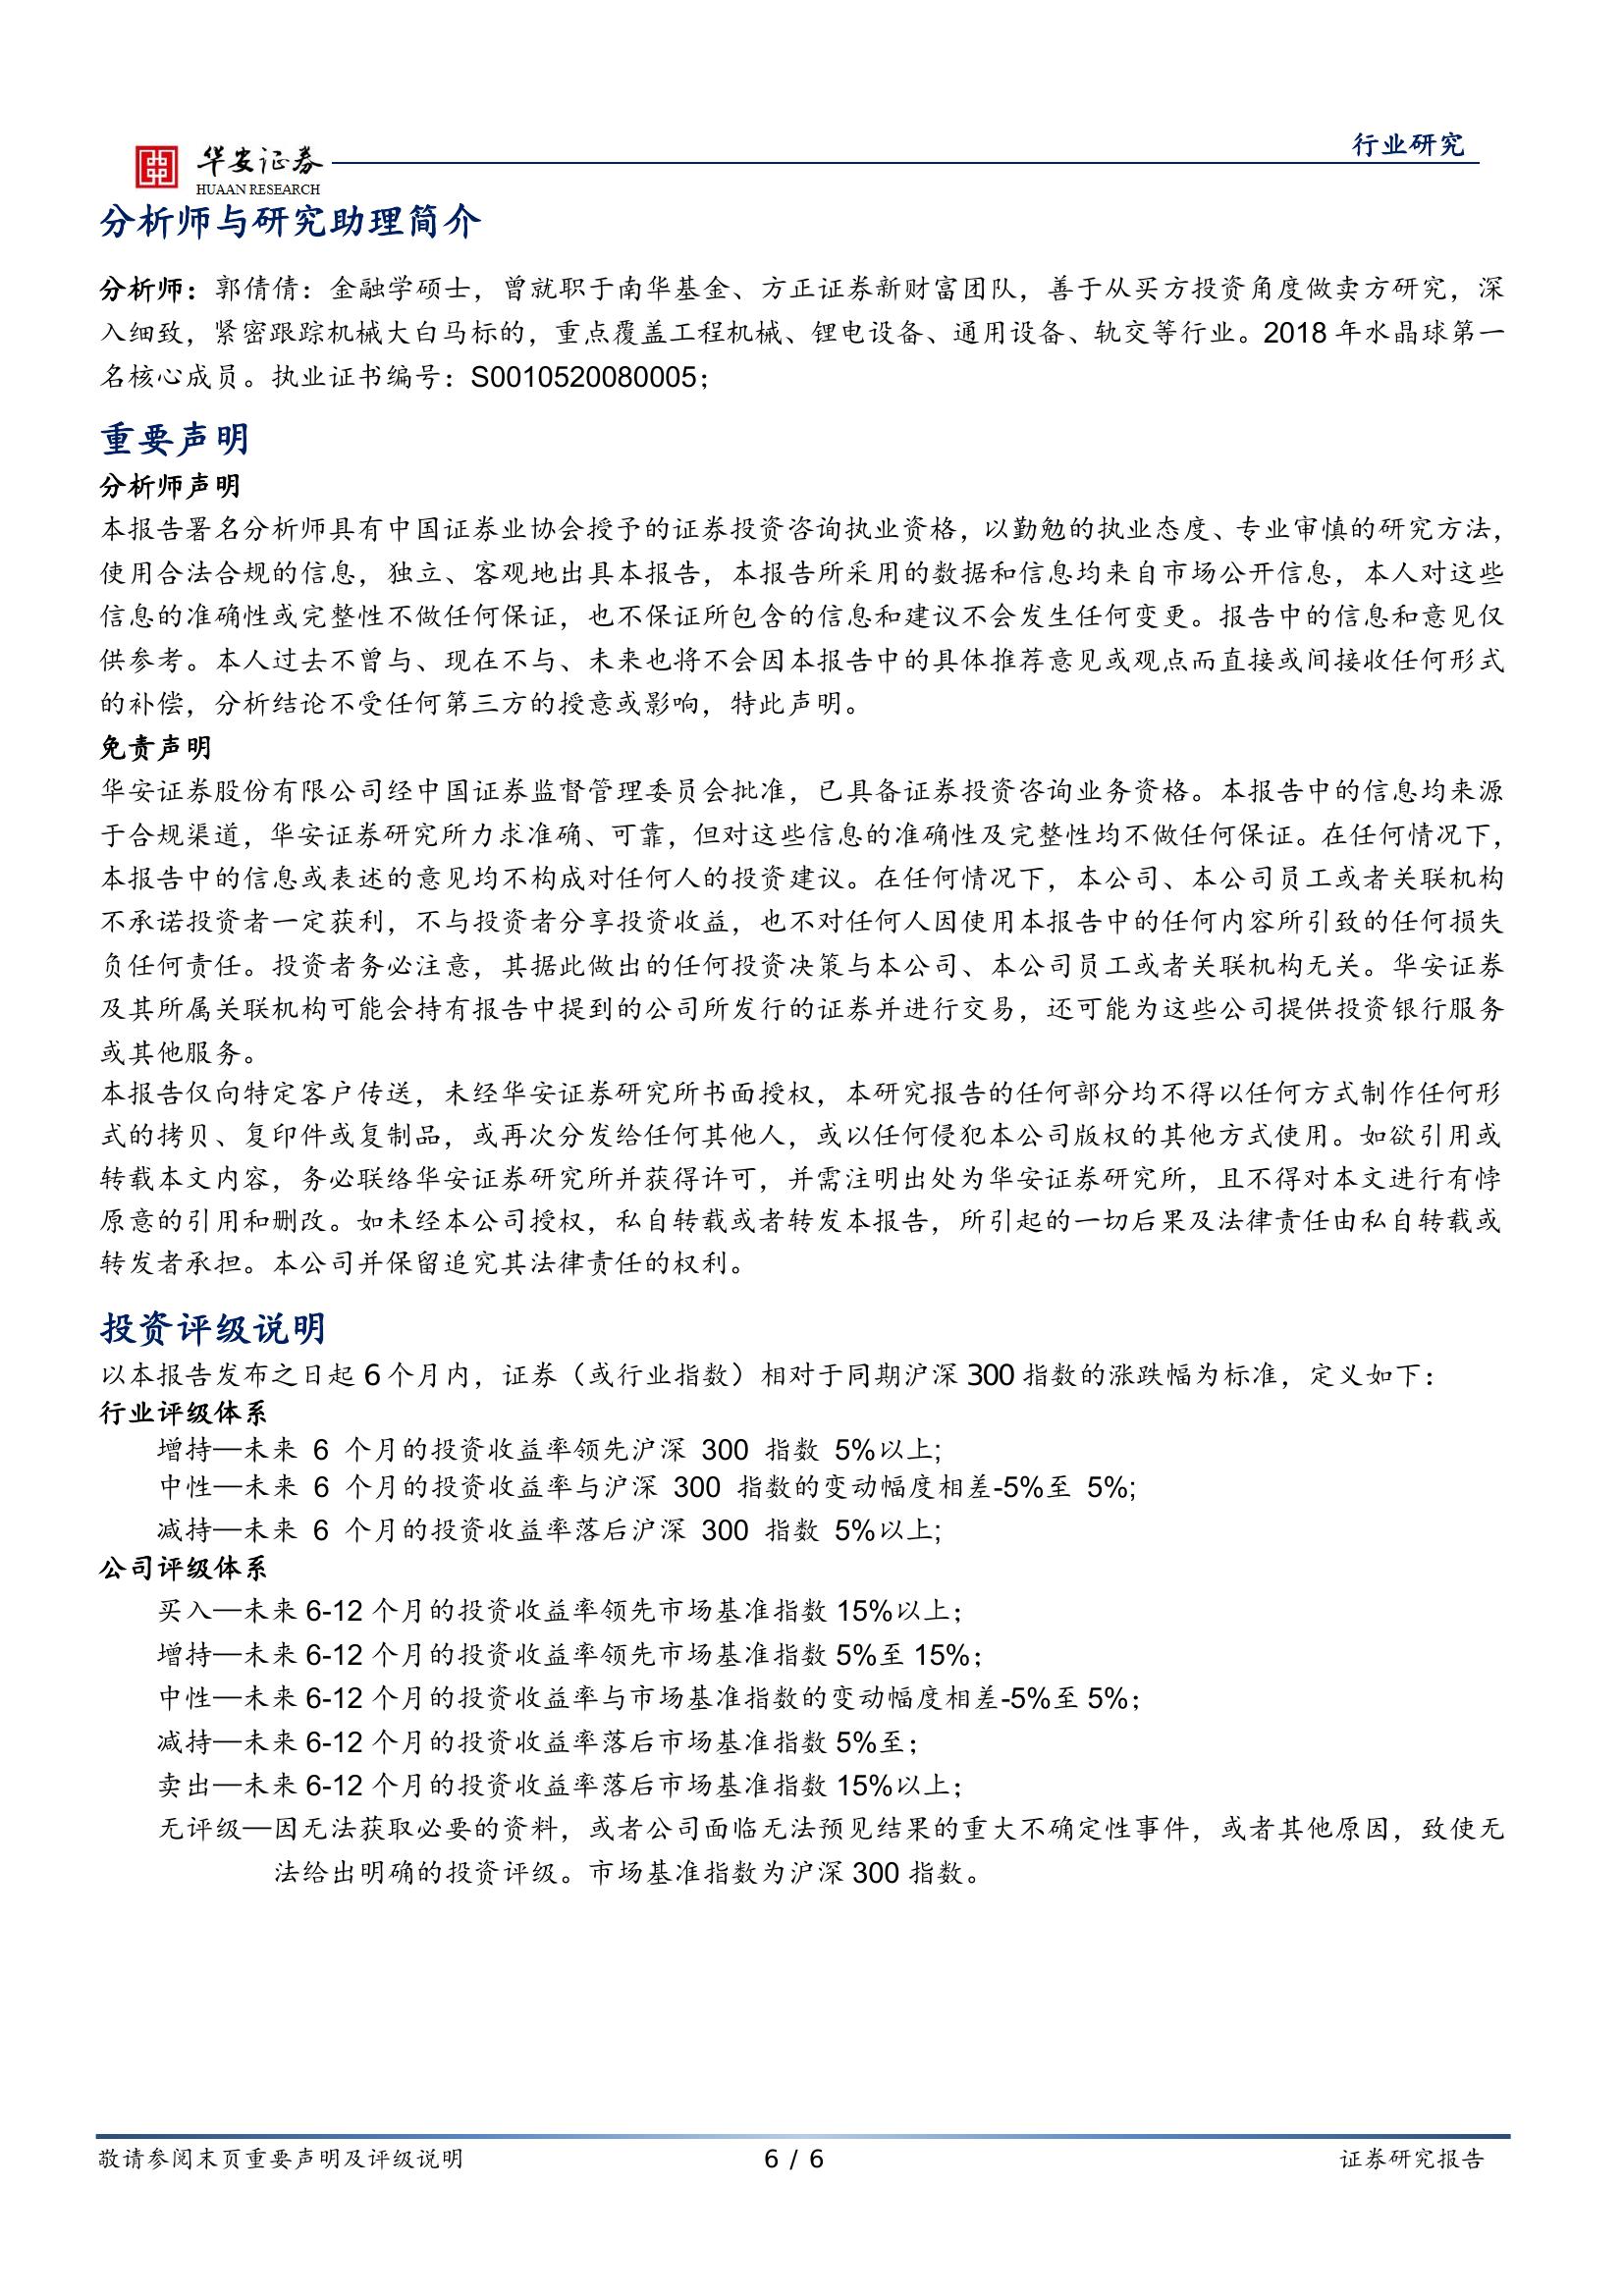 华安证券
HUAAN RESEARCH
行业研究
分析师与研究助理简介
分析师：郭倩倩：金融学硕士，曾就职于南华基金、方正证券新财富团队，善于从买方投资角度做卖方研究，深
入细致，紧密跟踪机械大白马标的，重点覆盖工程机械、锂电设备、通用设备、轨交等行业。2018 年水晶球第一
名核心成员。执业证书编号：S0010520080005；
重要声明
分析师声明
本报告署名分析师具有中国证券业协会授予的证券投资咨询执业资格，以勤勉的执业态度、专业审慎的研究方法，
使用合法合规的信息，独立、客观地出具本报告，本报告所采用的数据和信息均来自市场公开信息，本人对这些
信息的准确性或完整性不做任何保证，也不保证所包含的信息和建议不会发生任何变更。报告中的信息和意见仅
供参考。本人过去不曾与、现在不与、未来也将不会因本报告中的具体推荐意见或观点而直接或间接收任何形式
的补偿，分析结论不受任何第三方的授意或影响，特此声明。
免责声明
华安证券股份有限公司经中国证券监督管理委员会批准，已具备证券投资咨询业务资格。本报告中的信息均来源
于合规渠道，华安证券研究所力求准确、可靠，但对这些信息的准确性及完整性均不做任何保证。在任何情况下，
本报告中的信息或表述的意见均不构成对任何人的投资建议。在任何情况下，本公司、本公司员工或者关联机构
不承诺投资者一定获利，不与投资者分享投资收益，也不对任何人因使用本报告中的任何内容所引致的任何损失
负任何责任。投资者务必注意，其据此做出的任何投资决策与本公司、本公司员工或者关联机构无关。华安证券
及其所属关联机构可能会持有报告中提到的公司所发行的证券并进行交易，还可能为这些公司提供投资银行服务
或其他服务。
本报告仅向特定客户传送，未经华安证券研究所书面授权，本研究报告的任何部分均不得以任何方式制作任何形
式的拷贝、复印件或复制品，或再次分发给任何其他人，或以任何侵犯本公司版权的其他方式使用。如欲引用或
转载本文内容，务必联络华安证券研究所并获得许可，并需注明出处为华安证券研究所，且不得对本文进行有悖
原意的引用和删改。如未经本公司授权，私自转载或者转发本报告，所引起的一切后果及法律责任由私自转载或
转发者承担。本公司并保留追究其法律责任的权利。
投资评级说明
以本报告发布之日起 6 个月内，证券（或行业指数）相对于同期沪深 300 指数的涨跌幅为标准，定义如下：
行业评级体系
增持—未来 6 个月的投资收益率领先沪深 300 指数 5%以上;
中性—未来 6 个月的投资收益率与沪深 300 指数的变动幅度相差-5%至 5%;
减持—未来 6 个月的投资收益率落后沪深 300 指数 5%以上;
公司评级体系
买入—未来 6-12 个月的投资收益率领先市场基准指数 15%以上；
增持—未来 6-12 个月的投资收益率领先市场基准指数 5%至 15%；
中性—未来 6-12 个月的投资收益率与市场基准指数的变动幅度相差-5%至 5%；
减持—未来 6-12 个月的投资收益率落后市场基准指数 5%至；
卖出—未来 6-12 个月的投资收益率落后市场基准指数 15%以上；
无评级—因无法获取必要的资料，或者公司面临无法预见结果的重大不确定性事件，或者其他原因，致使无
法给出明确的投资评级。市场基准指数为沪深 300 指数。
敬请参阅末页重要声明及评级说明
6 / 6
证券研究报告